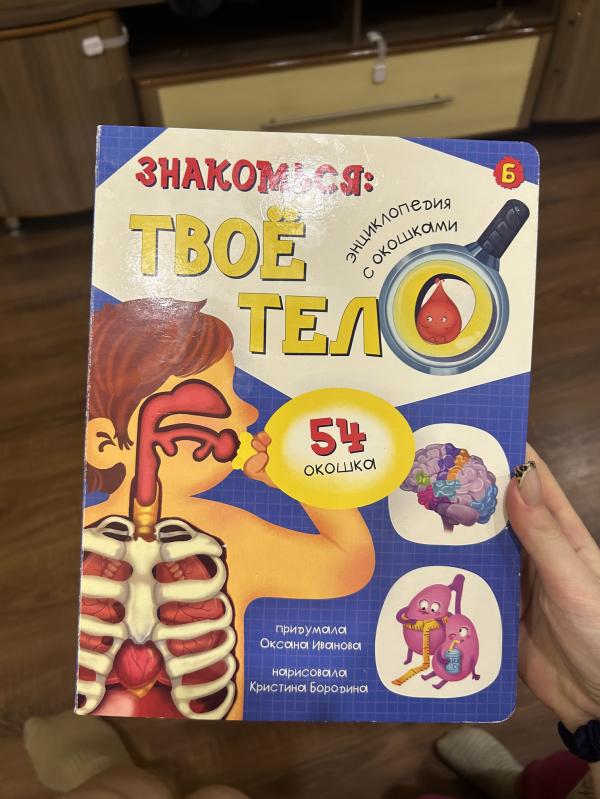 ЗНАКОМЬСЯ:
Б
ТВОЁ
ТЕЛО
ЭНЦИКЛОПЕДИЯ
С ОКОШКАМИ
54
ОКОШКА
придумала
Оксана Иванова
нарисовала
Кристина Бородина